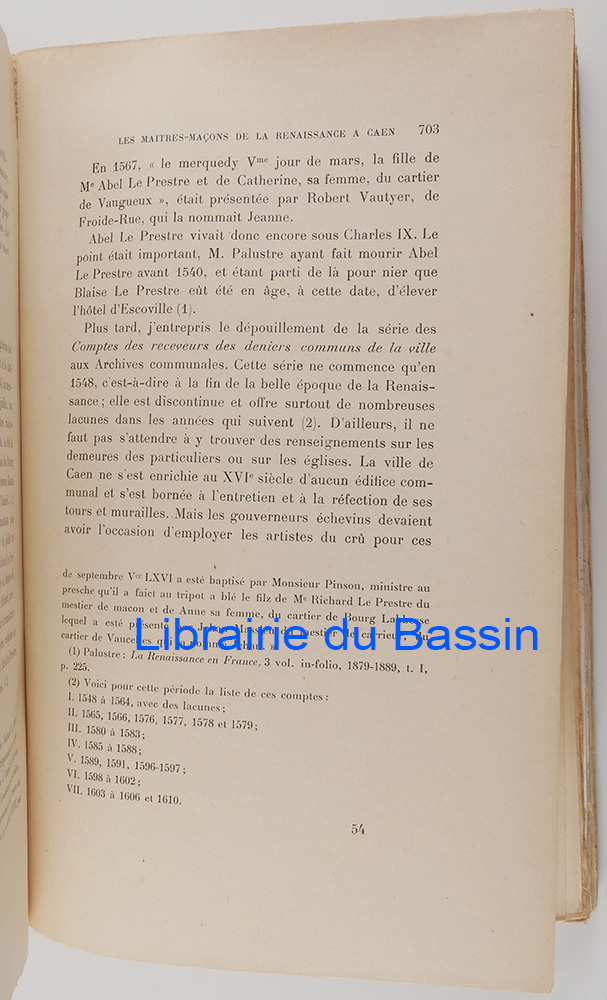 LES MAITRES-MAÇONS DE LA RENAISSANCE A CAEN 703
En 1567, « le merquedy Vme jour de mars, la fille de
Me Abel Le Prestre et de Catherine, sa femme, du cartier
de Vaugueux », était présentée par Robert Vautyer, de
Froide-Rue, qui la nommait Jeanne.
Abel Le Prestre vivait donc encore sous Charles IX. Le
point était important, M. Palustre ayant fait mourir Abel
Le Prestre avant 1540, et étant parti de là pour nier que
Blaise Le Prestre eût été en âge, à cette date, d'élever
l'hôtel d'Escoville (1).
Plus tard, j'entrepris le dépouillement de la série des
Comptes des receveurs des deniers communs de la ville
aux Archives communales. Cette série ne commence qu'en
1548, c'est-à-dire à la fin de la belle époque de la Renais-
sance ; elle est discontinue et offre surtout de nombreuses
lacunes dans les années qui suivent (2). D'ailleurs, il ne
faut pas s'attendre à y trouver des renseignements sur les
demeures des particuliers ou sur les églises. La ville de
Caen ne s'est enrichie au XVIe siècle d'aucun édifice com-
munal et s'est bornée à l'entretien et à la réfection de ses
tours et murailles. Mais les gouverneurs échevins devaient
avoir l'occasion d'employer les artistes du crû pour ces
de septembre Vcc LXVI a esté baptisé par Monsieur Pinson, ministre au
presche qu'il a faict au tripot a blé le filz de Me Richard Le Prestre du
mestier de macon et de Anne sa femme, du cartier de Bourg Labbesse
lequel a esté présenté
mestier de carrieur, du
cartier de Vaucelles qui
Librairie du Bassin
(1) Palustre : La Renaissance en France, 3 vol. in-folio, 1879-1889, t. I,
p. 225.
(2) Voici pour cette période la liste de ces comptes :
I. 1548 à 1564, avec des lacunes ;
II. 1565, 1566, 1576, 1577, 1578 et 1579 ;
III. 1580 à 1583 ;
IV. 1585 à 1588 ;
V. 1589, 1591, 1596-1597 ;
VI. 1598 à 1602 ;
VII. 1603 à 1606 et 1610.
54